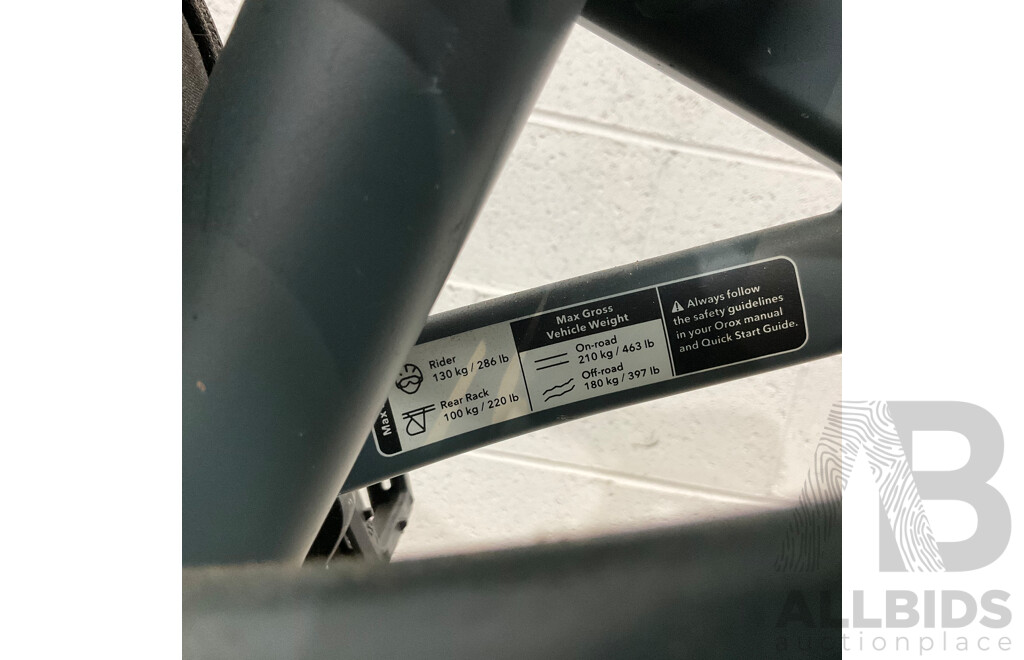 Max
Rider
130 kg / 286 lb
Rear Rack
100 kg / 220 lb
Max Gross
Vehicle Weight
On-road
210 kg / 463 lb
Off-road
180 kg / 397 lb
Always follow
the safety guidelines
in your Orox manual
and Quick Start Guide.
AB
ALLBIDS
auctionplace